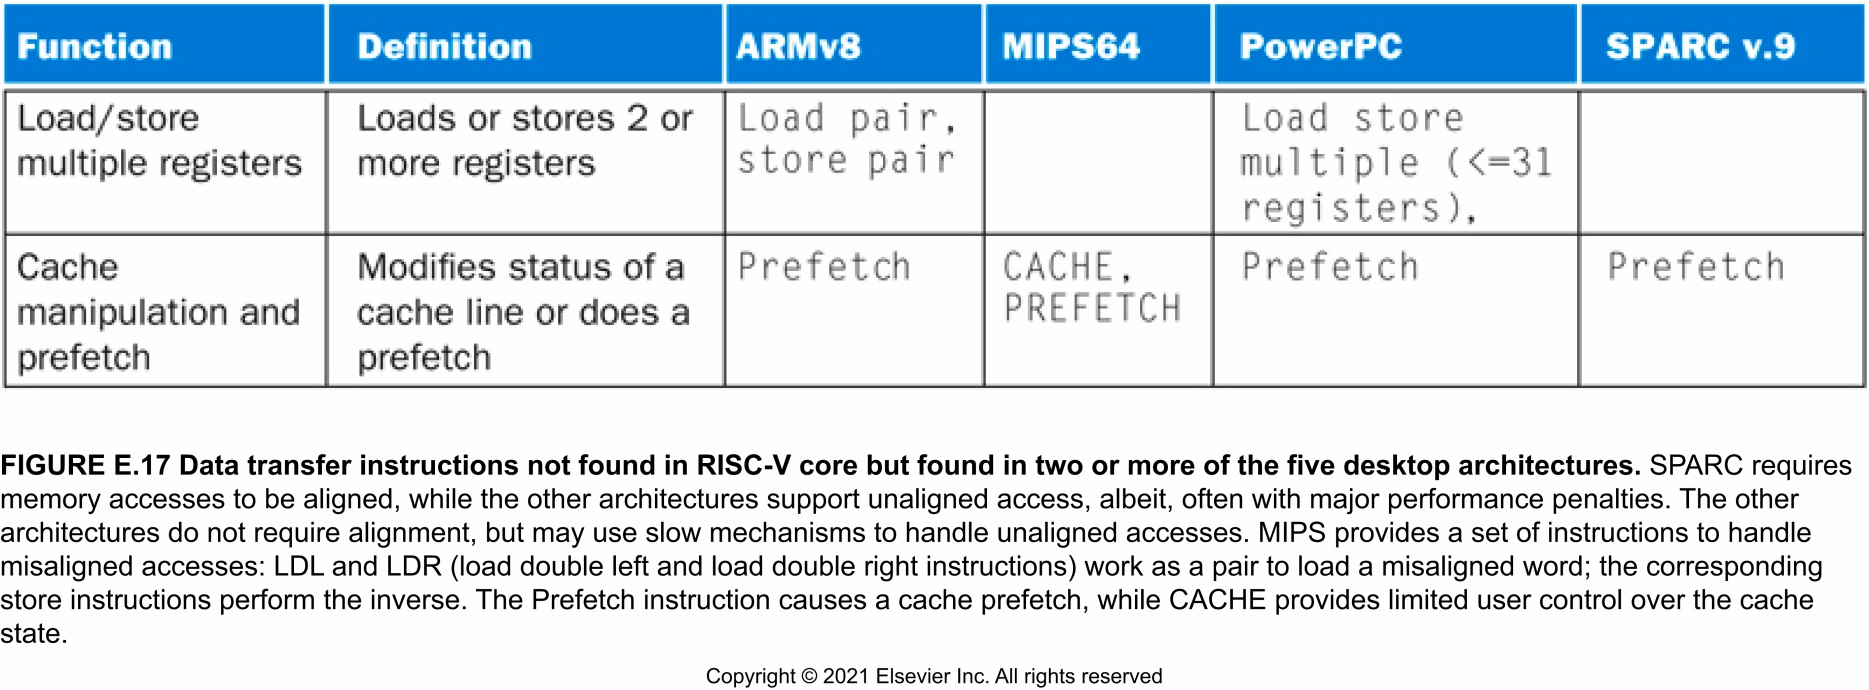 Function Definition ARMv8 MIPS64 PowerPC SPARC v.9
Load/store
multiple registers
Loads or stores 2 or
more registers
Load pair,
store pair
Load store
multiple (<=31
registers),
Cache
manipulation and
prefetch
Modifies status of a
cache line or does a
prefetch
Prefetch
CACHE,
PREFETCH
Prefetch
Prefetch
FIGURE E.17 Data transfer instructions not found in RISC-V core but found in two or more of the five desktop architectures. SPARC requires
memory accesses to be aligned, while the other architectures support unaligned access, albeit, often with major performance penalties. The other
architectures do not require alignment, but may use slow mechanisms to handle unaligned accesses. MIPS provides a set of instructions to handle
misaligned accesses: LDL and LDR (load double left and load double right instructions) work as a pair to load a misaligned word; the corresponding
store instructions perform the inverse. The Prefetch instruction causes a cache prefetch, while CACHE provides limited user control over the cache
state.
Copyright © 2021 Elsevier Inc. All rights reserved